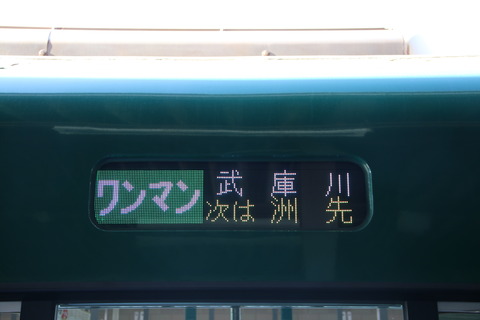 ワンマン
武庫川
次は 洲先